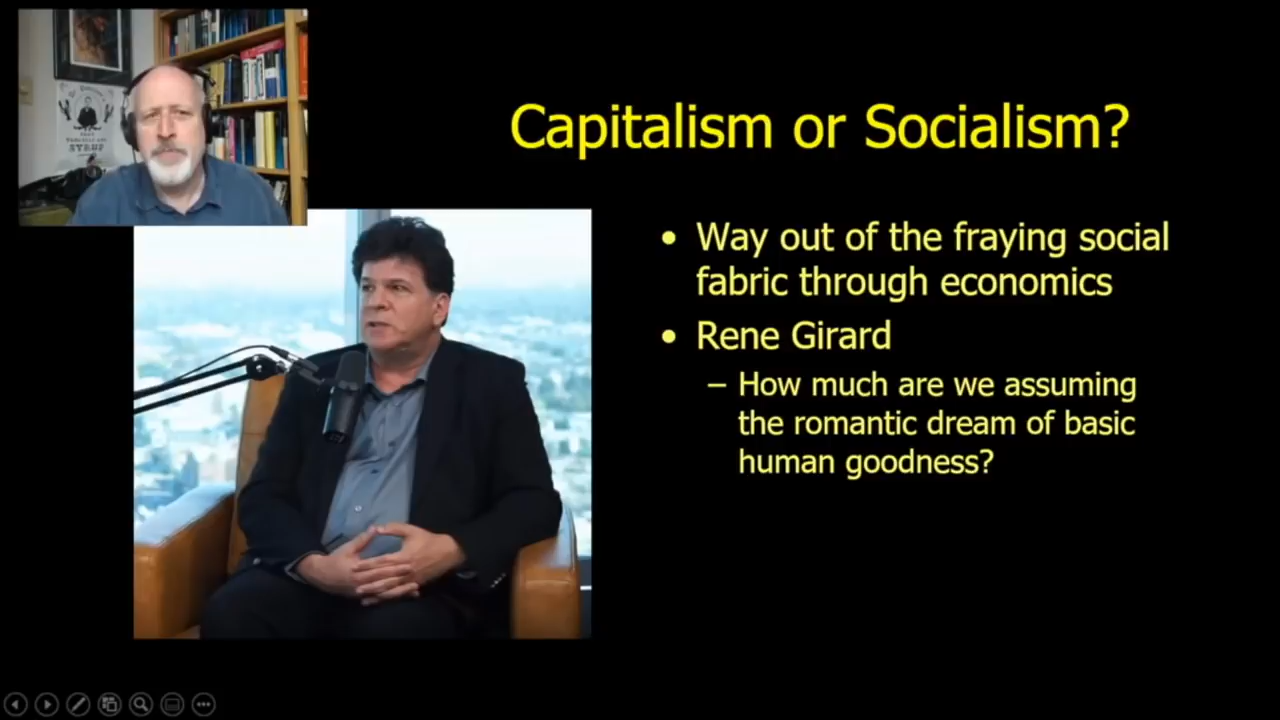 SYRUP
Capitalism or Socialism?
• Way out of the fraying social
fabric through economics
• Rene Girard
– How much are we assuming
the romantic dream of basic
human goodness?